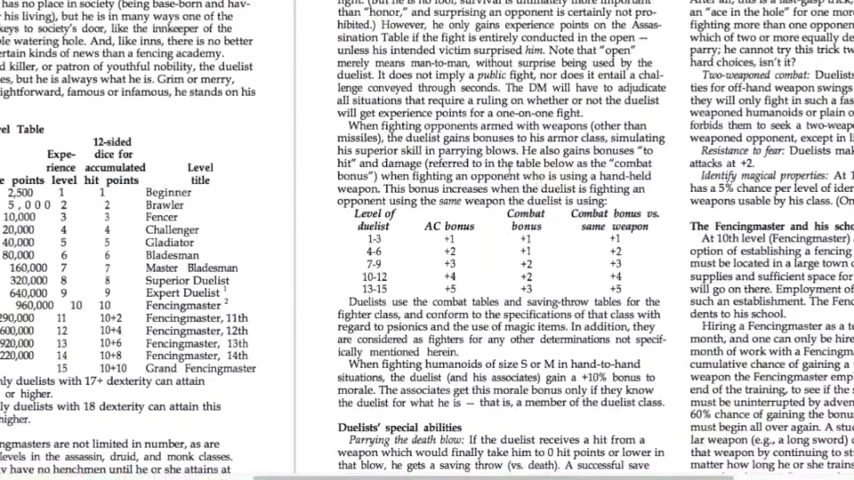 has no place in society (being base-born and hav-
his living), but he is in many ways one of the
keys to society's door, like the innkeeper of the
ble watering hole. And, like inns, there is no better
ertain kinds of news than a fencing academy.
d killer, or patron of youthful nobility, the duelist
es, but he is always what he is. Grim or merry,
ightforward, famous or infamous, he stands on his
vel Table
12-sided
Expe- dice for
rience accumulated Level
e points level hit points title
2,500 1 1 Beginner
5,000 2 2 Brawler
10,000 3 3 Fencer
20,000 4 4 Challenger
40,000 5 5 Gladiator
80,000 6 6 Bladesman
160,000 7 7 Master Bladesman
320,000 8 8 Superior Duelist
640,000 9 9 Expert Duelist 1
960,000 10 10 Fencingmaster 2
290,000 11 10+2 Fencingmaster, 11th
600,000 12 10+4 Fencingmaster, 12th
920,000 13 10+6 Fencingmaster, 13th
220,000 14 10+8 Fencingmaster, 14th
15 10+10 Grand Fencingmaster
nly duelists with 17+ dexterity can attain
or higher.
ly duelists with 18 dexterity can attain this
higher.
ngmasters are not limited in number, as are
levels in the assassin, druid, and monk classes.
y have no henchmen until he or she attains at
fight. (But he is no fool; survival is ultimately more important
than "honor," and surprising an opponent is certainly not pro-
hibited.) However, he only gains experience points on the Assas-
sination Table if the fight is entirely conducted in the open —
unless his intended victim surprised him. Note that "open"
merely means man-to-man, without surprise being used by the
duelist. It does not imply a public fight, nor does it entail a chal-
lenge conveyed through seconds. The DM will have to adjudicate
all situations that require a ruling on whether or not the duelist
will get experience points for a one-on-one fight.
When fighting opponents armed with weapons (other than
missiles), the duelist gains bonuses to his armor class, simulating
his superior skill in parrying blows. He also gains bonuses "to
hit" and damage (referred to in the table below as the "combat
bonus") when fighting an opponent who is using a hand-held
weapon. This bonus increases when the duelist is fighting an
opponent using the same weapon the duelist is using:
Level of Combat Combat bonus vs.
duelist AC bonus bonus same weapon
1-3 +1 +1 +1
4-6 +2 +1 +2
7-9 +3 +2 +3
10-12 +4 +2 +4
13-15 +5 +3 +5
Duelists use the combat tables and saving-throw tables for the
fighter class, and conform to the specifications of that class with
regard to psionics and the use of magic items. In addition, they
are considered as fighters for any other determinations not specif-
ically mentioned herein.
When fighting humanoids of size S or M in hand-to-hand
situations, the duelist (and his associates) gain a +10% bonus to
morale. The associates get this morale bonus only if they know
the duelist for what he is — that is, a member of the duelist class.
Duelists' special abilities
Parrying the death blow: If the duelist receives a hit from a
weapon which would finally take him to 0 hit points or lower in
that blow, he gets a saving throw (vs. death). A successful save
After all, this is a last-gasp trick,
an "ace in the hole" for one more
fighting more than one opponen
which of two or more equally de
parry; he cannot try this trick tw
hard choices, isn't it?
Two-weaponed combat: Duelists
ties for off-hand weapon swings
they will only fight in such a fas
weaponed humanoids or plain o
forbids them to seek a two-weap
weaponed opponent, except in li
Resistance to fear: Duelists mak
attacks at +2.
Identify magical properties: At 1
has a 5% chance per level of iden
weapons usable by his class. (On
The Fencingmaster and his scho
At 10th level (Fencingmaster)
option of establishing a fencing
must be located in a large town o
supplies and sufficient space for
will go on there. Employment of
such an establishment. The Fenc
dents to his school.
Hiring a Fencingmaster as a t
month, and one can only be hire
month of work with a Fencingma
cumulative chance of gaining a
weapon the Fencingmaster emp
end of the training, to see if the s
must be uninterrupted by adven
60% chance of gaining the bonus
must begin all over again. A stu
lar weapon (e.g., a long sword) c
that weapon by continuing to st
matter how long he or she trains